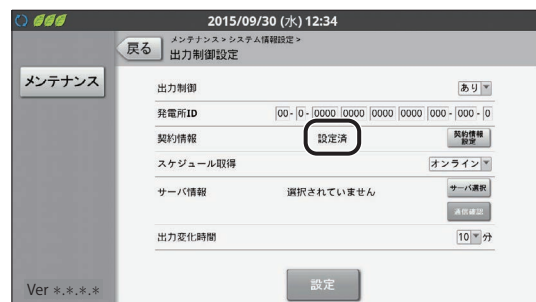 2015/09/30 (水) 12:34
戻る
メンテナンス > システム情報設定 >
出力制御設定
メンテナンス
出力制御 あり
発電所ID 00 - 0 - 0000 0000 0000 0000 000 - 000 - 0
契約情報 設定済 契約情報設定
スケジュール取得 オンライン
サーバ情報 選択されていません サーバ選択
通信確認
出力変化時間 10 分
設定
Ver *.*.*.*